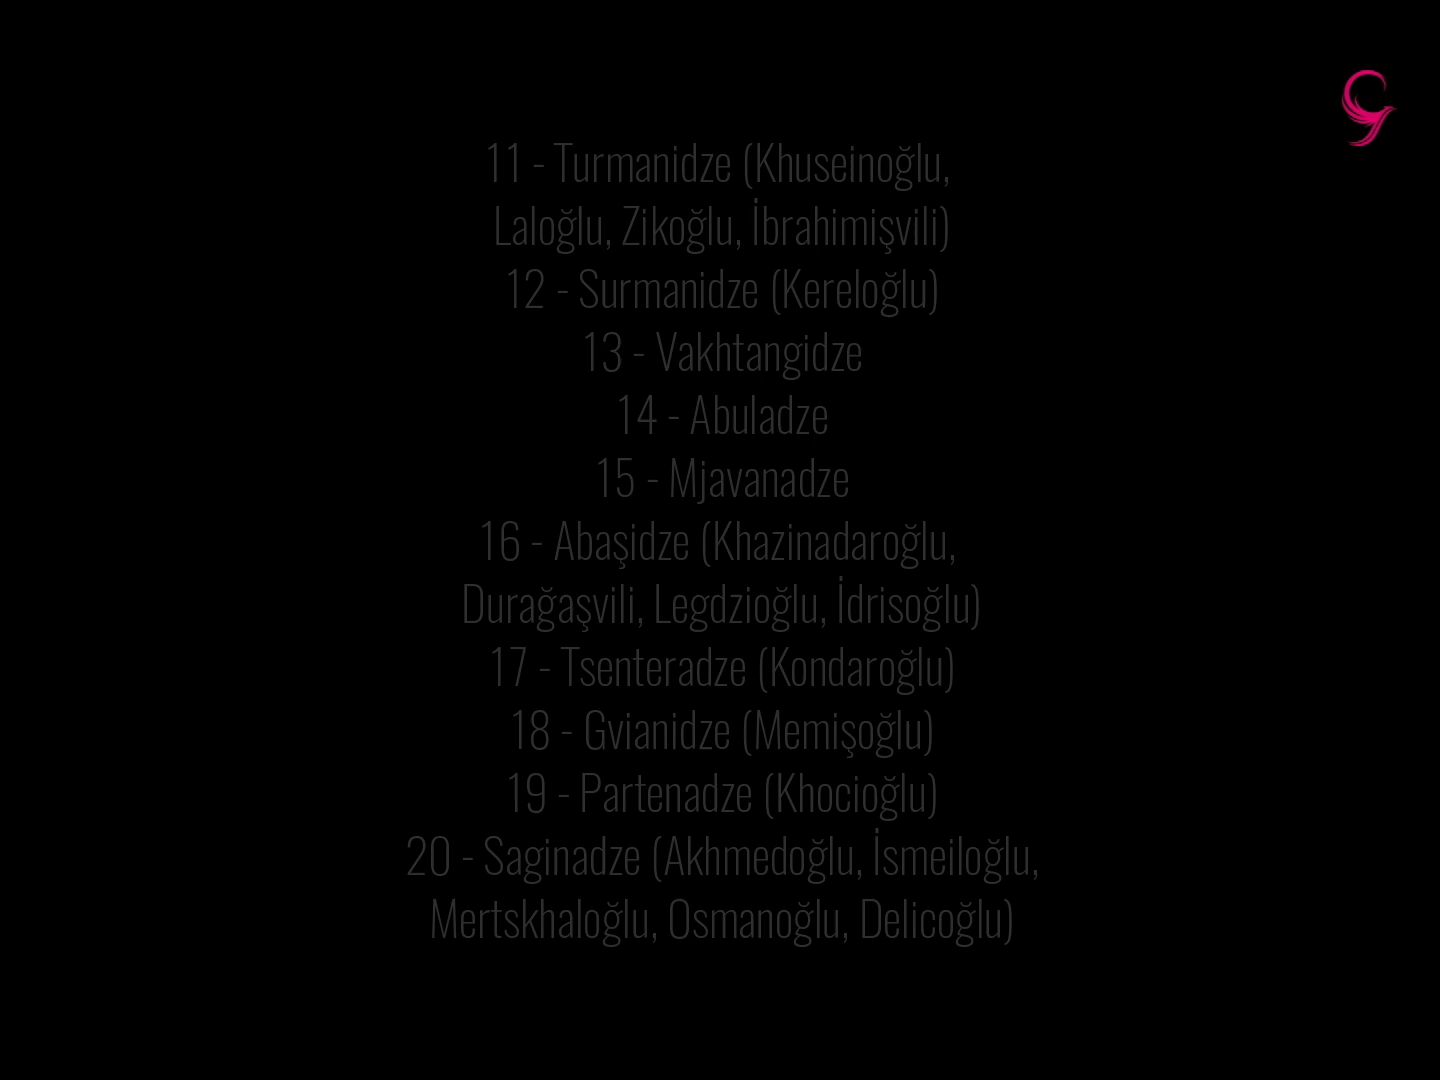 11 - Turmanidze (Khuseinoğlu,
Laloğlu, Zikoğlu, İbrahimişvili)
12 - Surmanidze (Kereloğlu)
13 - Vakhtangidze
14 - Abuladze
15 - Mjavanadze
16 - Abaşidze (Khazinadaroğlu,
Durağaşvili, Legdzioğlu, İdrisoğlu)
17 - Tsenteradze (Kondaroğlu)
18 - Gvianidze (Memişoğlu)
19 - Partenadze (Khocioğlu)
20 - Saginadze (Akhmedoğlu, İsmeiloğlu,
Mertskhaloğlu, Osmanoğlu, Delicoğlu)